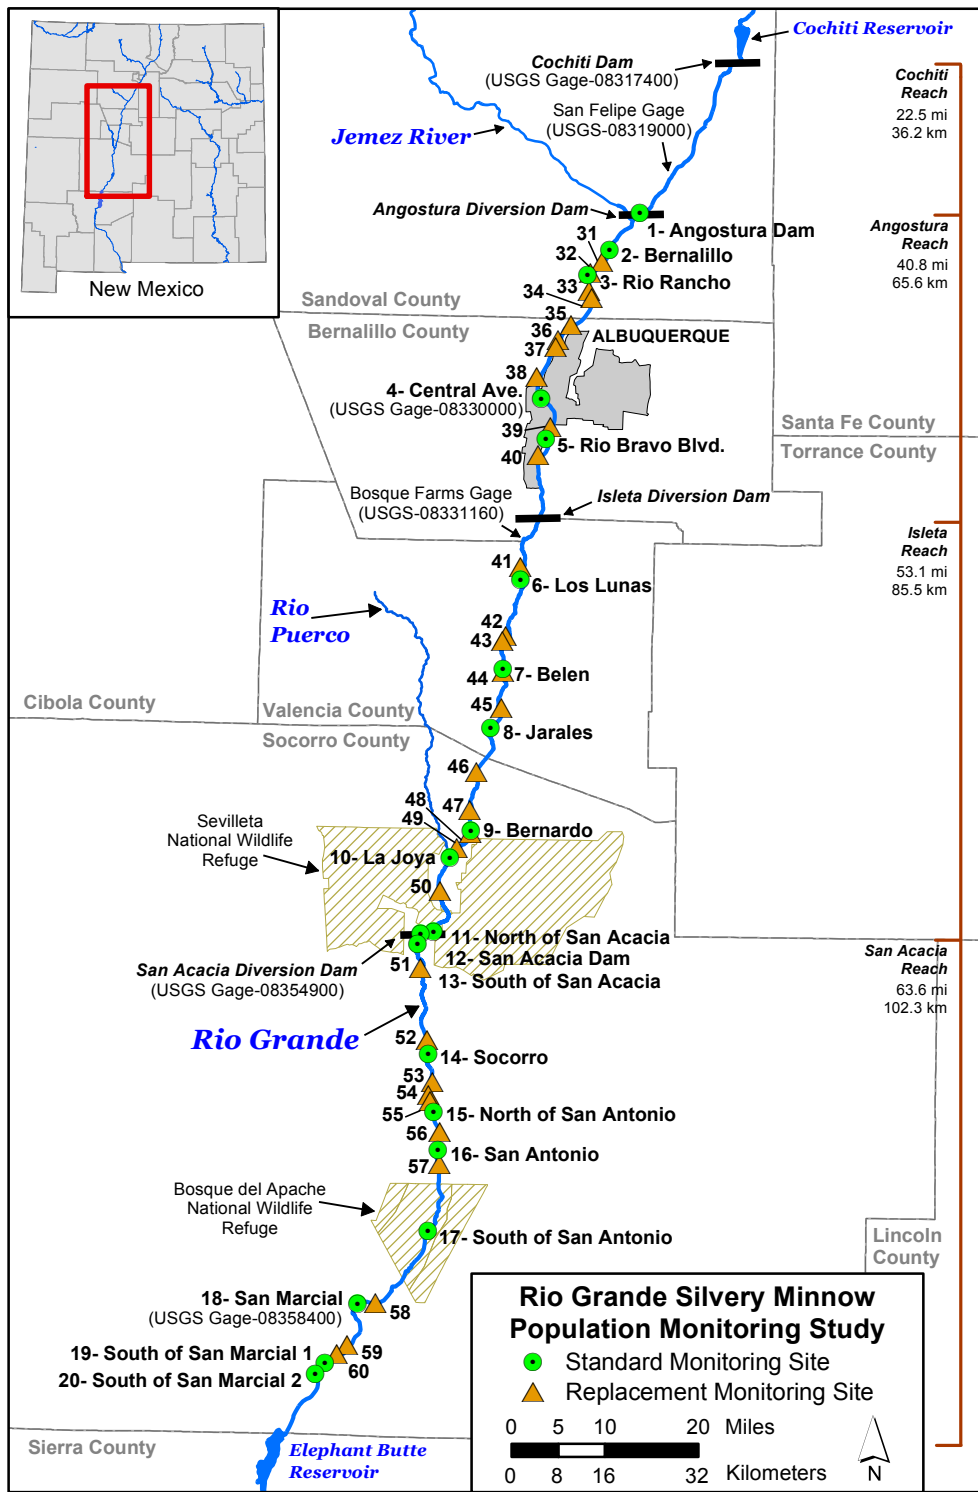 New Mexico
Cochiti Reservoir
Cochiti Dam
(USGS Gage-08317400)
San Felipe Gage
(USGS-08319000)
Jemez River
Cochiti
Reach
22.5 mi
36.2 km
Angostura Diversion Dam
1- Angostura Dam
Angostura
Reach
40.8 mi
65.6 km
31
2- Bernalillo
32
3- Rio Rancho
33
34
Sandoval County
Bernalillo County
35
36
ALBUQUERQUE
37
38
4- Central Ave.
(USGS Gage-08330000)
39
5- Rio Bravo Blvd.
40
Santa Fe County
Torrance County
Bosque Farms Gage
(USGS-08331160)
Isleta Diversion Dam
Isleta
Reach
53.1 mi
85.5 km
41
6- Los Lunas
Rio
Puerco
42
43
7- Belen
44
45
Cibola County
Valencia County
Socorro County
8- Jarales
46
48
47
49
9- Bernardo
Sevilleta
National Wildlife
Refuge
10- La Joya
50
11- North of San Acacia
12- San Acacia Dam
51
13- South of San Acacia
San Acacia Diversion Dam
(USGS Gage-08354900)
San Acacia
Reach
63.6 mi
102.3 km
Rio Grande
52
14- Socorro
53
54
55
15- North of San Antonio
56
16- San Antonio
57
Bosque del Apache
National Wildlife
Refuge
17- South of San Antonio
Lincoln
County
18- San Marcial
(USGS Gage-08358400)
58
19- South of San Marcial 1
59
60
20- South of San Marcial 2
Sierra County
Elephant Butte
Reservoir
Rio Grande Silvery Minnow
Population Monitoring Study
Standard Monitoring Site
Replacement Monitoring Site
0 5 10 20 Miles
0 8 16 32 Kilometers
N